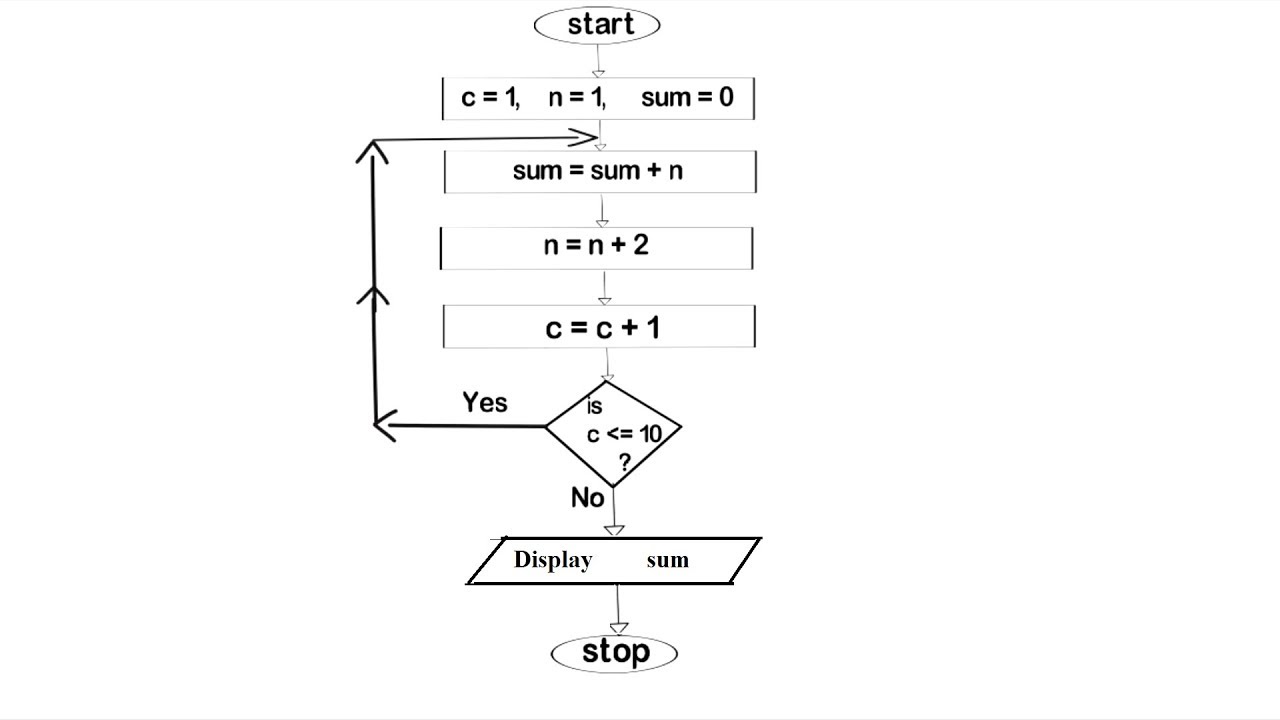 start
c = 1, n = 1, sum = 0
sum = sum + n
n = n + 2
c = c + 1
Yes
is
c <= 10
?
No
Display sum
stop